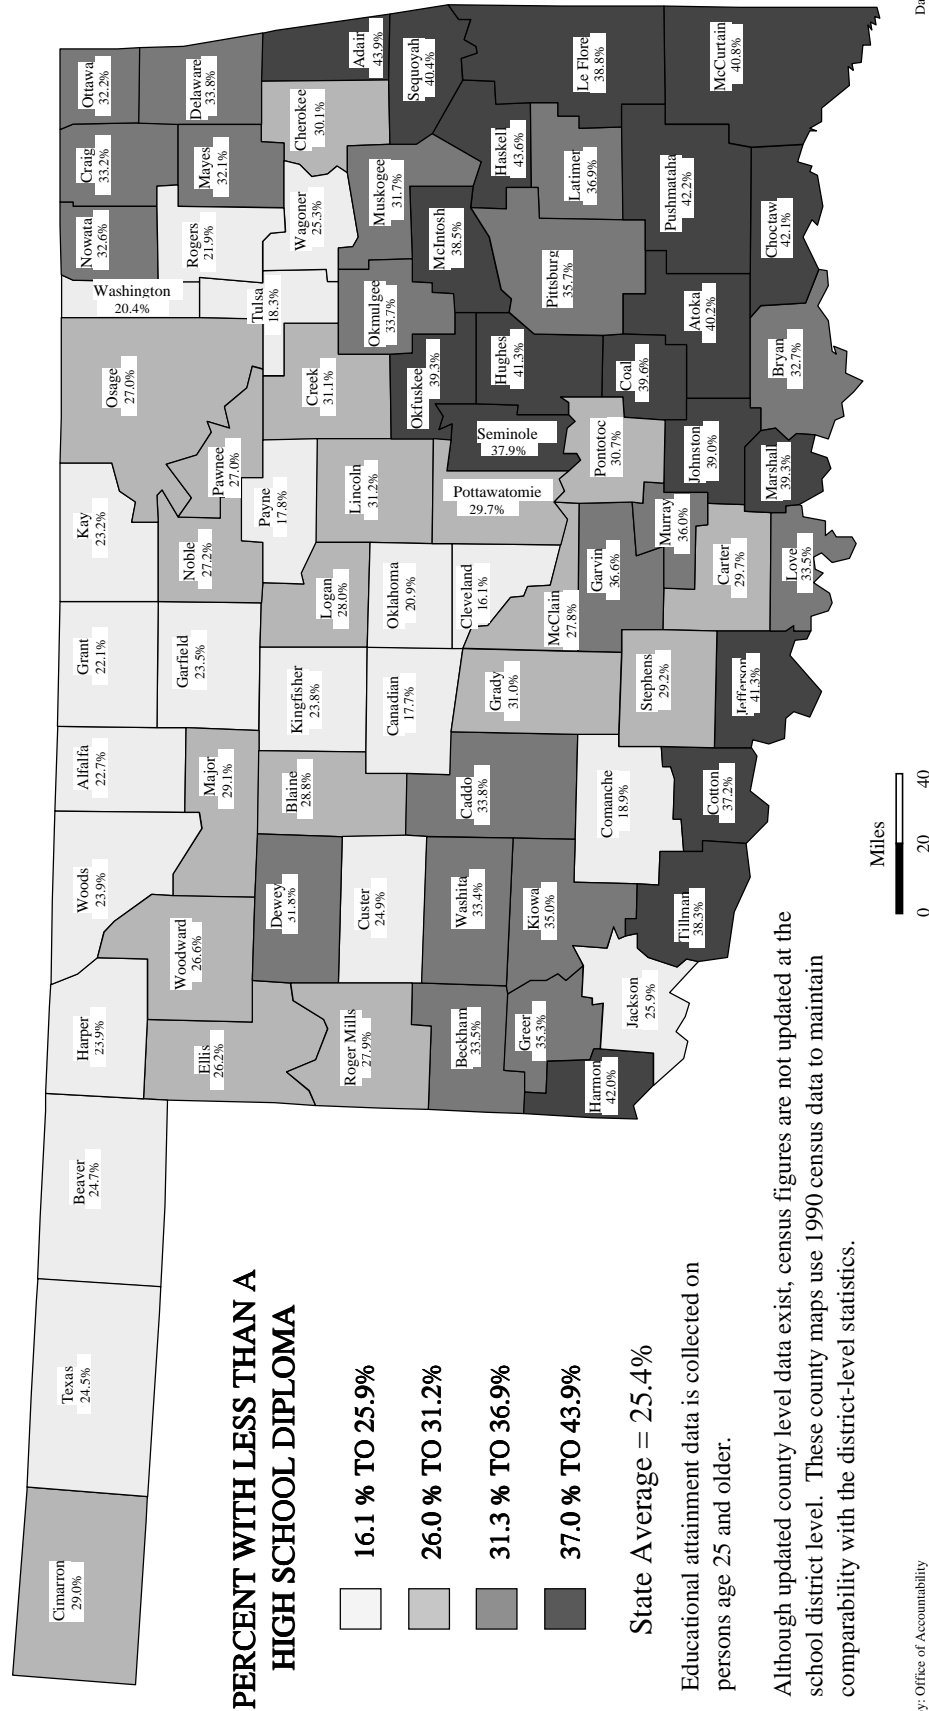 Cimarron
29.0%
Texas
24.5%
Beaver
24.7%
Harper
23.9%
Woods
23.9%
Alfalfa
22.7%
Grant
22.1%
Kay
23.2%
Osage
27.0%
Washington
20.4%
Nowata
32.6%
Craig
33.2%
Ottawa
32.2%
Ellis
26.2%
Woodward
26.6%
Major
29.1%
Garfield
23.5%
Noble
27.2%
Pawnee
27.0%
Rogers
21.9%
Mayes
32.1%
Delaware
33.8%
Dewey
31.8%
Blaine
28.8%
Kingfisher
23.8%
Logan
28.0%
Payne
17.8%
Creek
31.1%
Tulsa
18.3%
Wagoner
25.3%
Cherokee
30.1%
Adair
43.9%
Roger Mills
27.9%
Custer
24.9%
Canadian
17.7%
Oklahoma
20.9%
Lincoln
31.2%
Okmulgee
33.7%
Muskogee
31.7%
Sequoyah
40.4%
Beckham
33.5%
Washita
33.4%
Caddo
33.8%
Grady
31.0%
Cleveland
16.1%
Pottawatomie
29.7%
Seminole
37.9%
Okfuskee
39.3%
McIntosh
38.5%
Haskell
43.6%
Greer
35.3%
Kiowa
35.0%
McClain
27.8%
Garvin
36.6%
Pontotoc
30.7%
Hughes
41.3%
Pittsburg
35.7%
Latimer
36.9%
Le Flore
38.8%
Harmon
42.0%
Jackson
25.9%
Comanche
18.9%
Stephens
29.2%
Murray
36.0%
Johnston
39.0%
Coal
39.6%
Atoka
40.2%
Pushmataha
42.2%
McCurtain
40.8%
Tillman
38.3%
Cotton
37.2%
Jefferson
41.3%
Carter
29.7%
Love
33.5%
Marshall
39.3%
Bryan
32.7%
Choctaw
42.1%
PERCENT WITH LESS THAN A
HIGH SCHOOL DIPLOMA
16.1 % TO 25.9%
26.0 % TO 31.2%
31.3 % TO 36.9%
37.0 % TO 43.9%
State Average = 25.4%
Educational attainment data is collected on
persons age 25 and older.
Although updated county level data exist, census figures are not updated at the
school district level. These county maps use 1990 census data to maintain
comparability with the district-level statistics.
Miles
0 20 40
y: Office of Accountability
Da